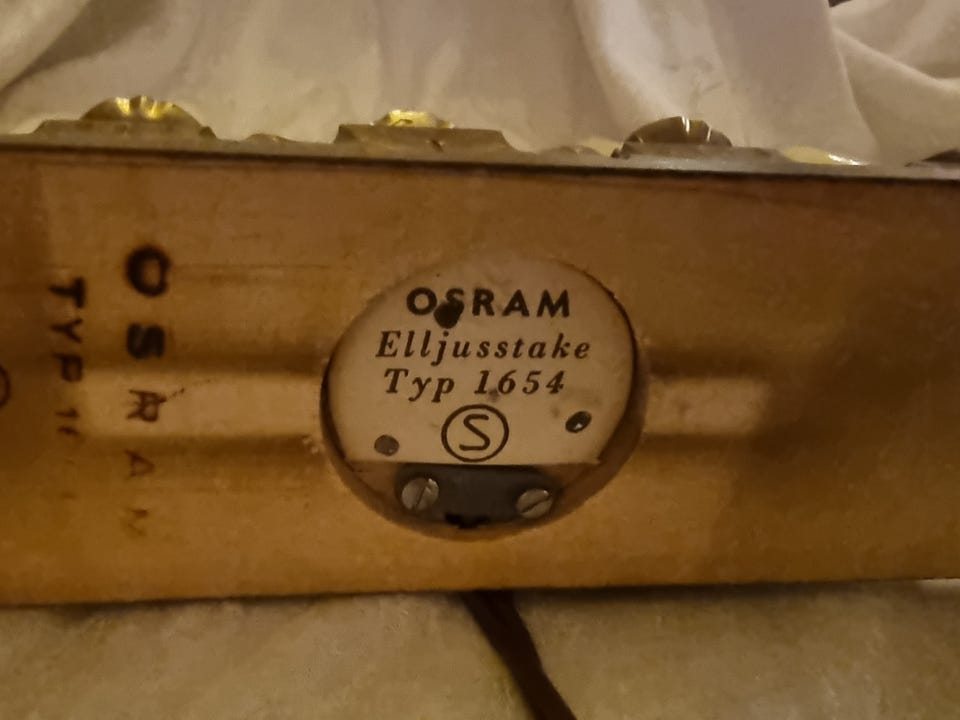 OSRAM
Elljusstake
Typ 1654
S
OSRAM
TYP